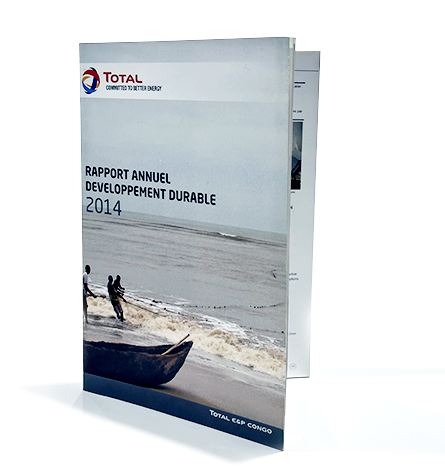 TOTAL
COMMITTED TO BETTER ENERGY
RAPPORT ANNUEL
DEVELOPPEMENT DURABLE
2014
TOTAL E&P CONGO